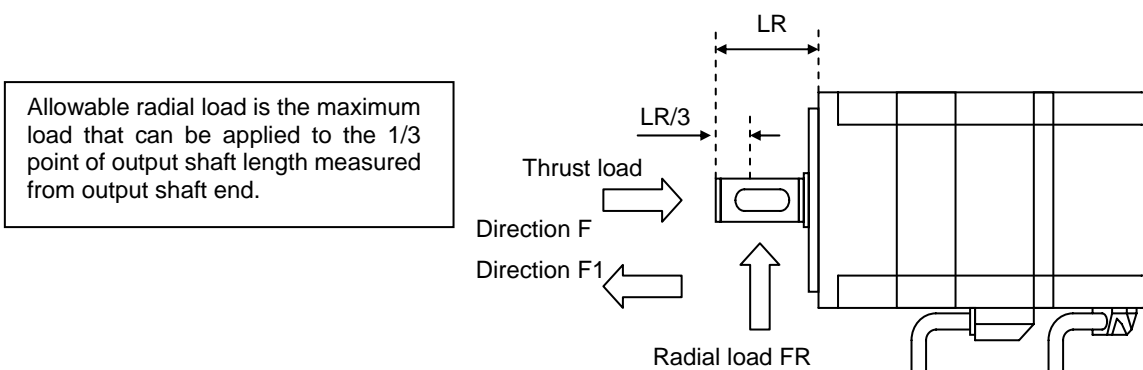 LR
Allowable radial load is the maximum
load that can be applied to the 1/3
point of output shaft length measured
from output shaft end.
LR/3
Thrust load
Direction F
Direction F1
Radial load FR